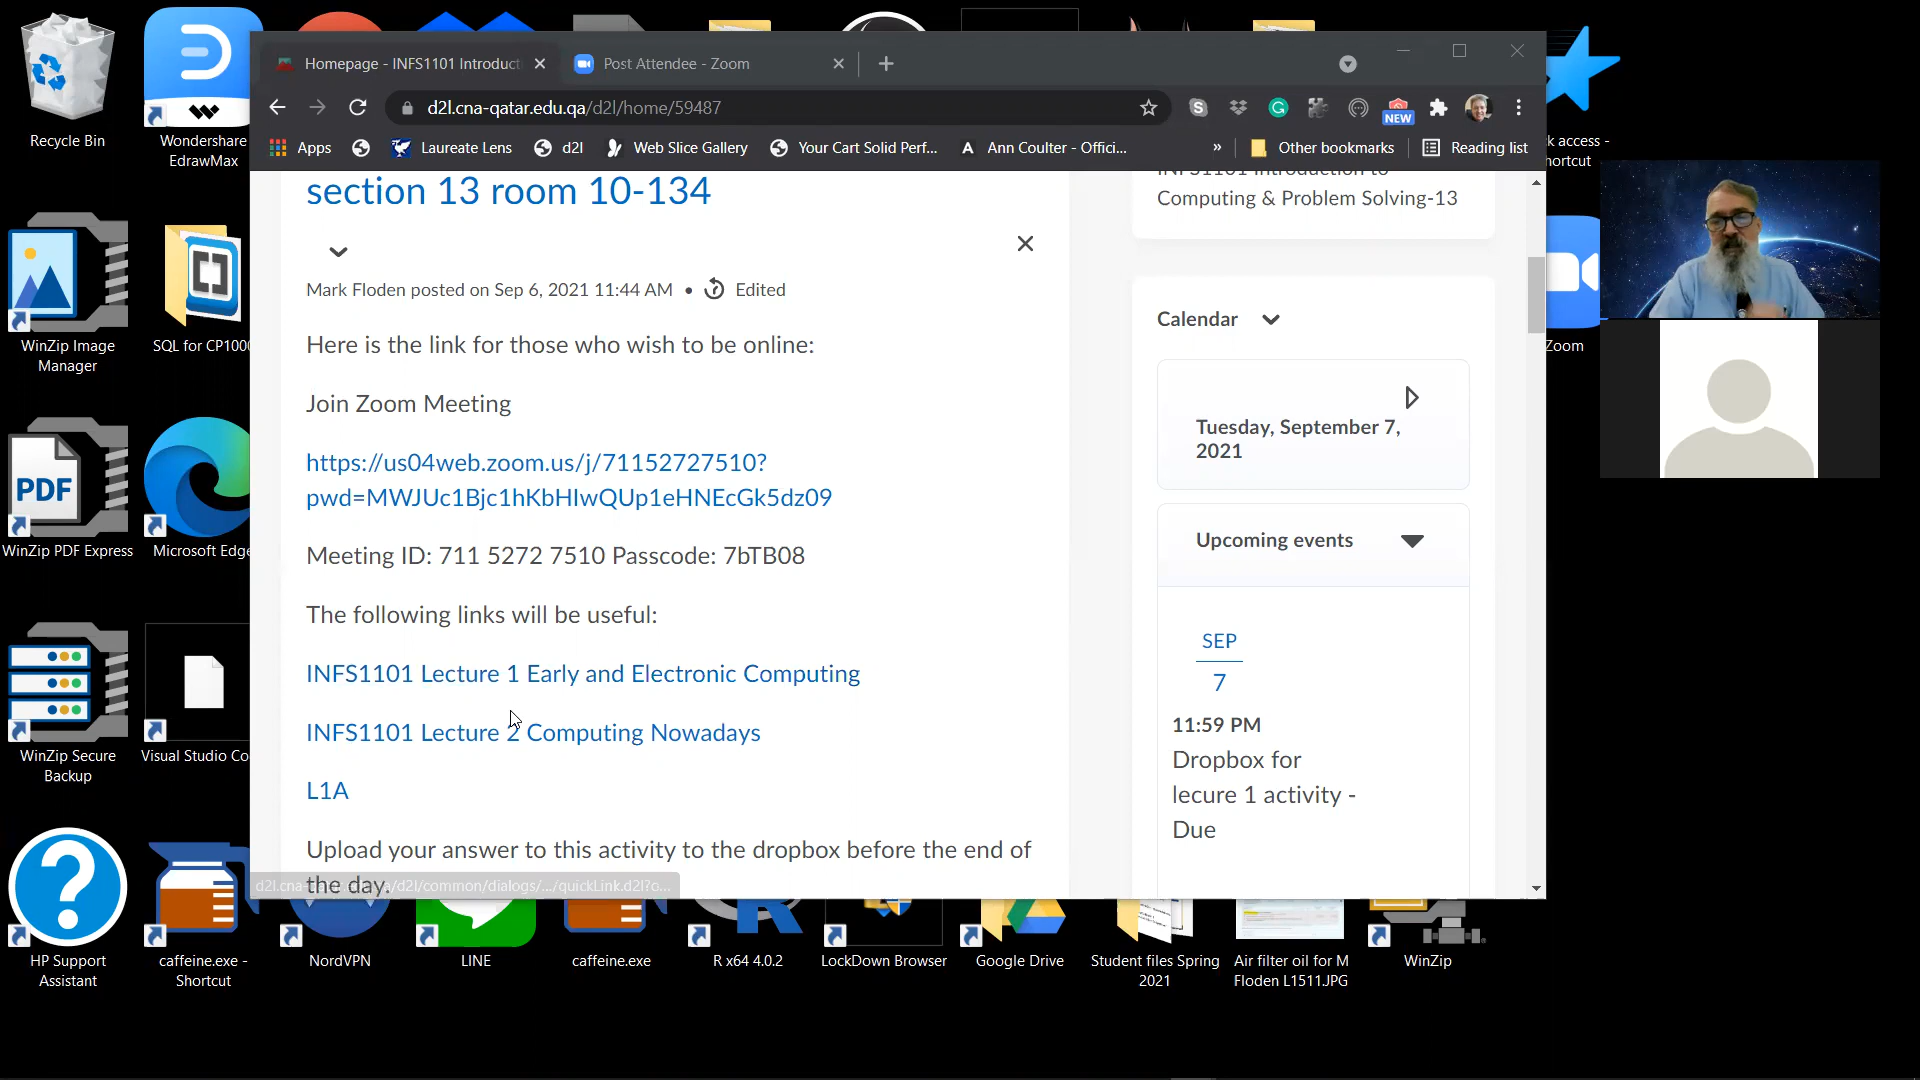 Homepage - INFS1101 Introduct
Post Attendee - Zoom
d2l.cna-qatar.edu.qa/d2l/home/59487
NEW
Apps
Laureate Lens
d2l
Web Slice Gallery
Your Cart Solid Perf...
A Ann Coulter - Offici...
»
Other bookmarks
Reading list
section 13 room 10-134
Mark Floden posted on Sep 6, 2021 11:44 AM • Edited
Here is the link for those who wish to be online:
Join Zoom Meeting
https://us04web.zoom.us/j/71152727510?
pwd=MWJUc1Bjc1hKbHIwQUp1eHNEcGk5dz09
Meeting ID: 711 5272 7510 Passcode: 7bTB08
The following links will be useful:
INFS1101 Lecture 1 Early and Electronic Computing
INFS1101 Lecture 2 Computing Nowadays
L1A
Upload your answer to this activity to the dropbox before the end of
the day.
INFS1101 Introduction to
Computing & Problem Solving-13
Calendar
Tuesday, September 7,
2021
Upcoming events
SEP
7
11:59 PM
Dropbox for
lecure 1 activity -
Due
Recycle Bin
Wondershare
EdrawMax
WinZip Image
Manager
SQL for CP1000
PDF
WinZip PDF Express
Microsoft Edge
WinZip Secure
Backup
Visual Studio Co
HP Support
Assistant
caffeine.exe -
Shortcut
NordVPN
LINE
caffeine.exe
R x64 4.0.2
LockDown Browser
Google Drive
Student files Spring
2021
Air filter oil for M
Floden L1511.JPG
WinZip
k access -
ortcut
Zoom